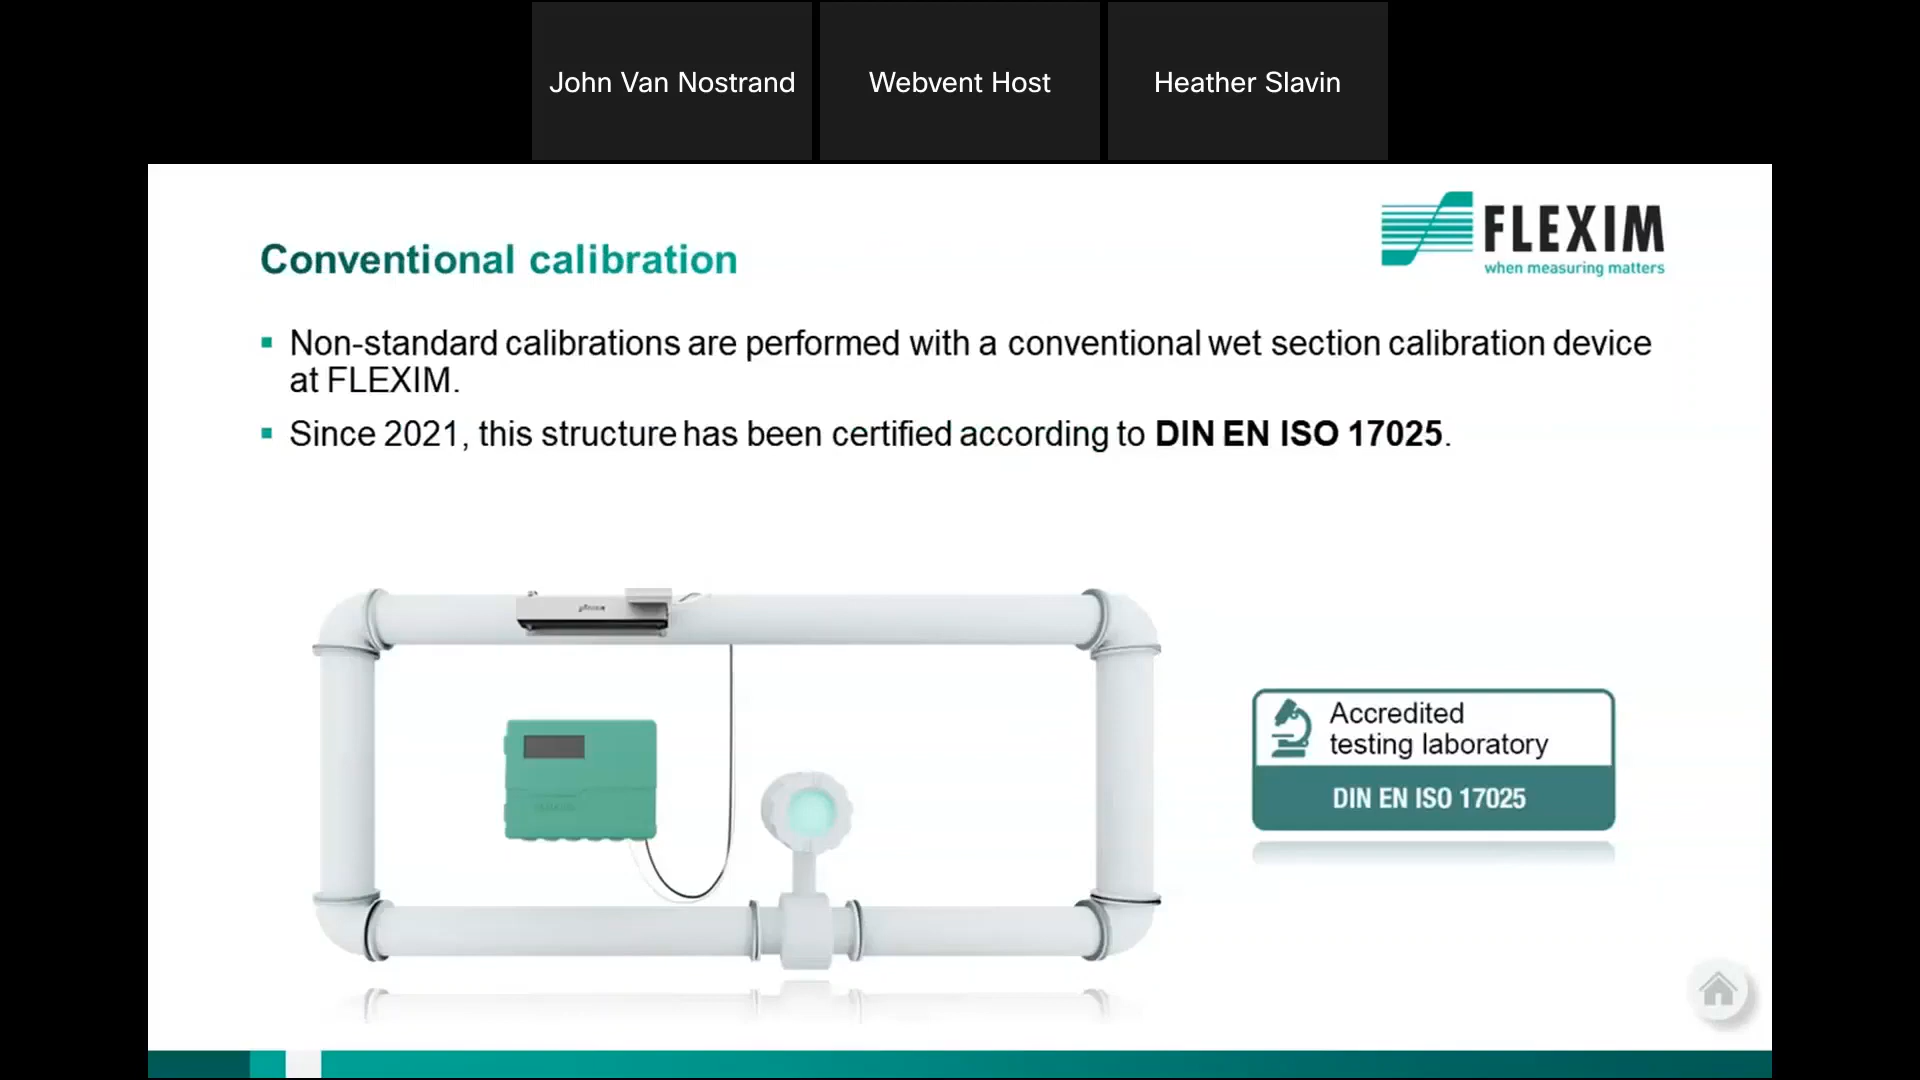 John Van Nostrand
Webvent Host
Heather Slavin
FLEXIM
when measuring matters
Conventional calibration
Non-standard calibrations are performed with a conventional wet section calibration device
at FLEXIM.
Since 2021, this structure has been certified according to DIN EN ISO 17025.
Accredited
testing laboratory
DIN EN ISO 17025